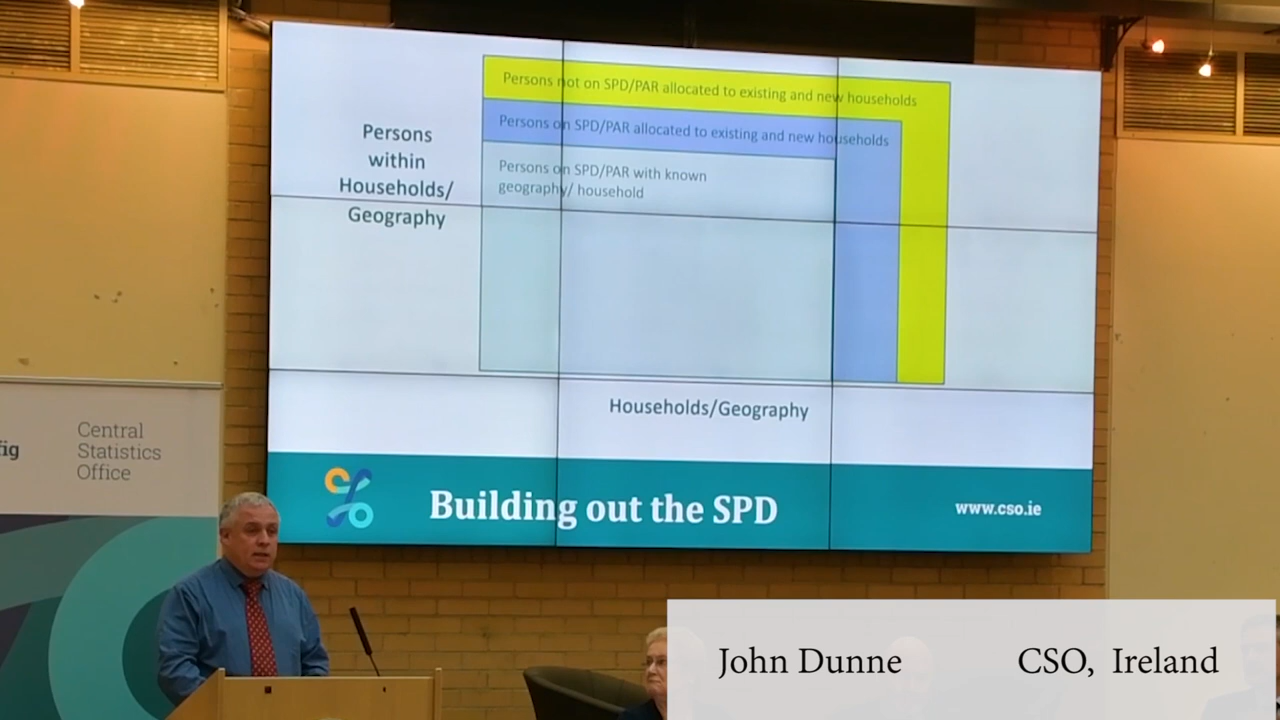 Persons not on SPD/PAR allocated to existing and new households
Persons on SPD/PAR allocated to existing and new households
Persons on SPD/PAR with known
geography/ household
Persons
within
Households/
Geography
Households/Geography
Building out the SPD
www.cso.ie
Central
Statistics
Office
John Dunne CSO, Ireland